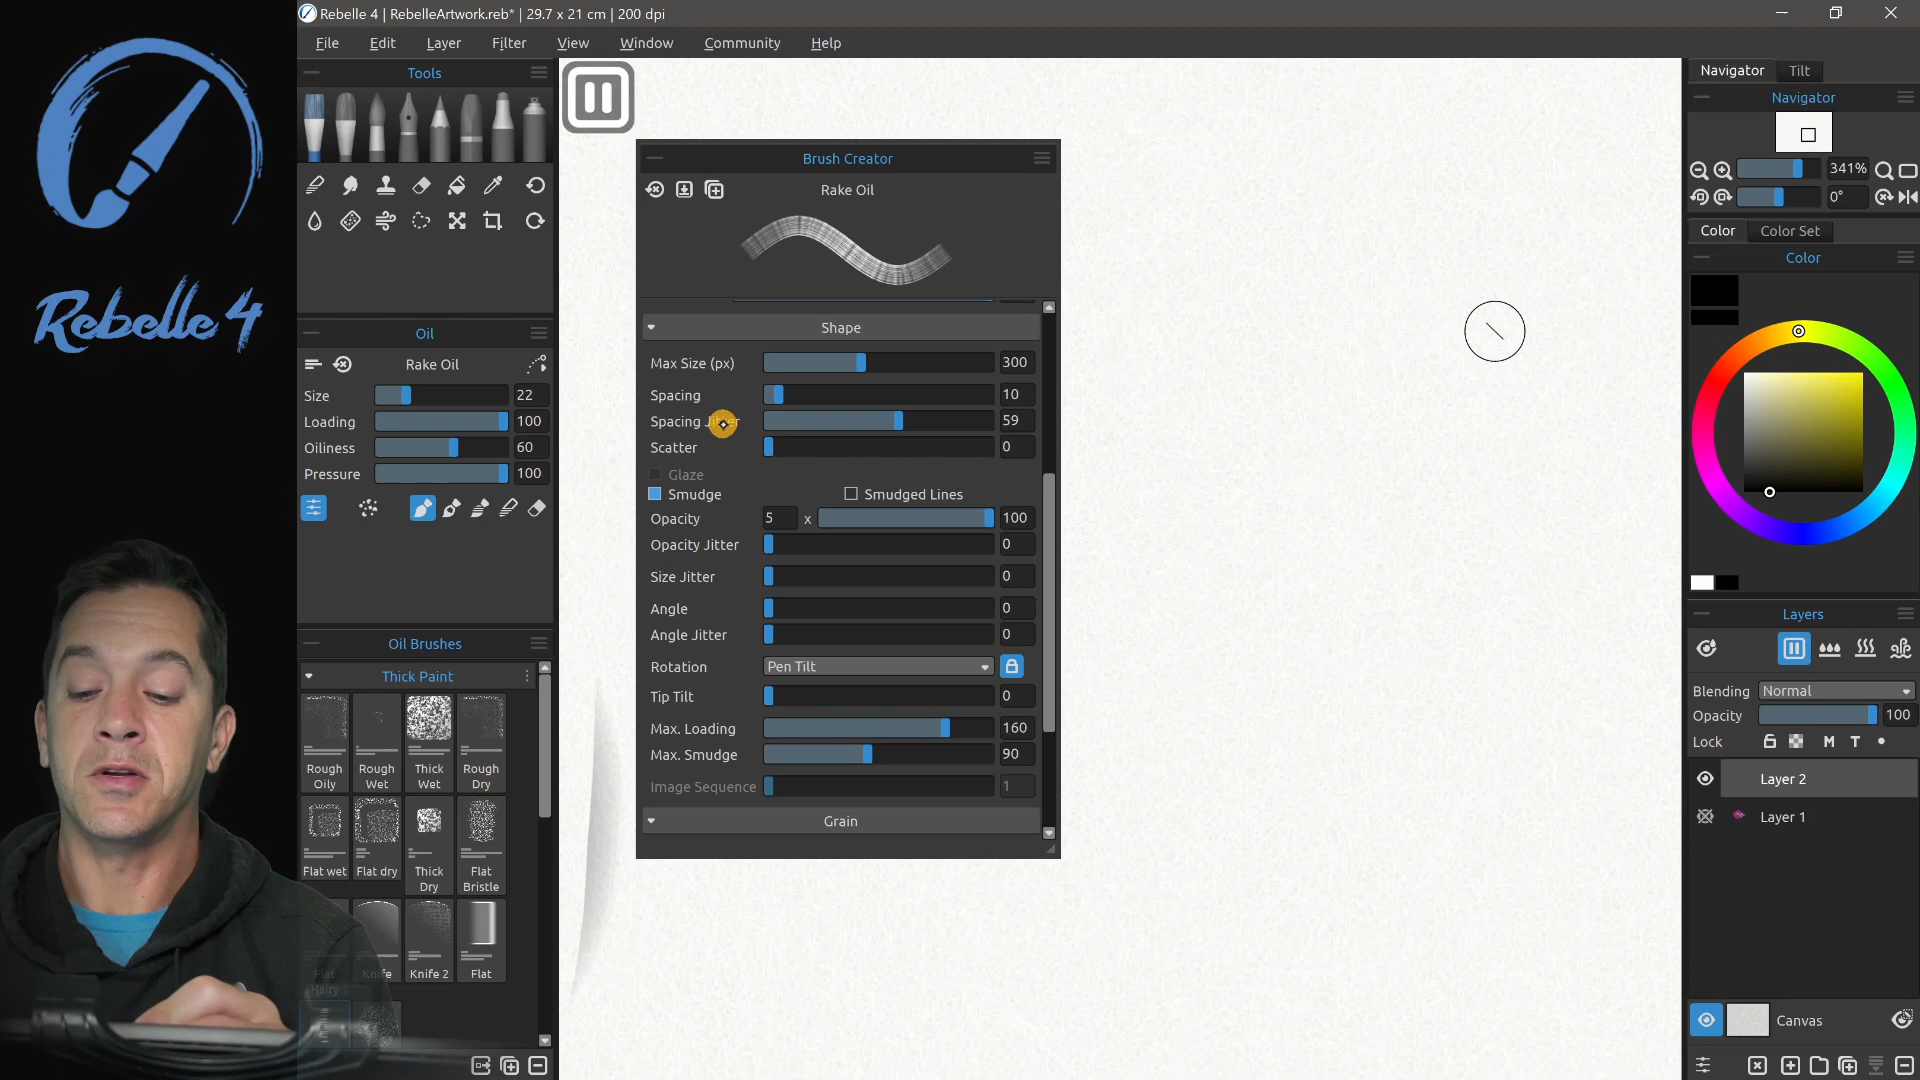 Rebelle 4 | RebelleArtwork.reb* | 29.7 x 21 cm | 200 dpi
File Edit Layer Filter View Window Community Help
Rebelle 4
Tools
Oil
Rake Oil
Size 22
Loading 100
Oiliness 60
Pressure 100
Oil Brushes
Thick Paint
Rough Oily
Rough Wet
Thick Wet
Rough Dry
Flat wet
Flat dry
Thick Dry
Flat Bristle
Flat Hairy
Knife
Knife 2
Flat
Brush Creator
Rake Oil
Shape
Max Size (px) 300
Spacing 10
Spacing Jitter 59
Scatter 0
Glaze
Smudge Smudged Lines
Opacity 5 x 100
Opacity Jitter 0
Size Jitter 0
Angle 0
Angle Jitter 0
Rotation Pen Tilt
Tip Tilt 0
Max. Loading 160
Max. Smudge 90
Image Sequence 1
Grain
Navigator Tilt
Navigator
341%
0°
Color Color Set
Color
Layers
Blending Normal
Opacity 100
Lock M T
Layer 2
Layer 1
Canvas